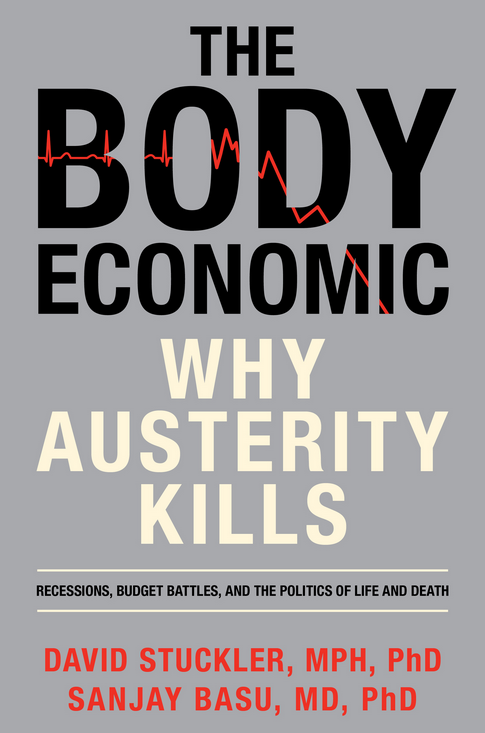 THE
BODY
ECONOMIC
WHY
AUSTERITY
KILLS
RECESSIONS, BUDGET BATTLES, AND THE POLITICS OF LIFE AND DEATH
DAVID STUCKLER, MPH, PhD
SANJAY BASU, MD, PhD